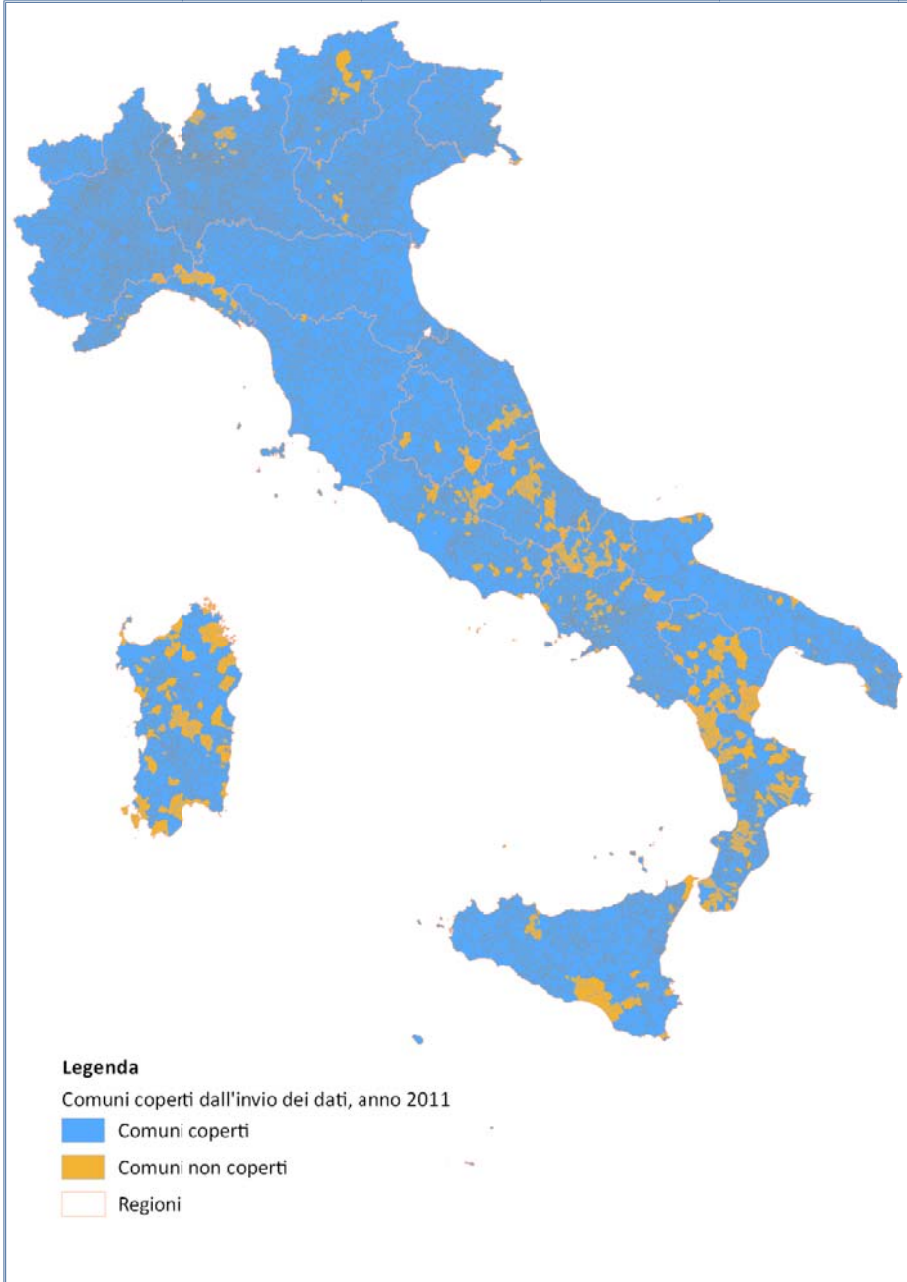 Legenda
Comuni coperti dall'invio dei dati, anno 2011
Comuni coperti
Comuni non coperti
Regioni